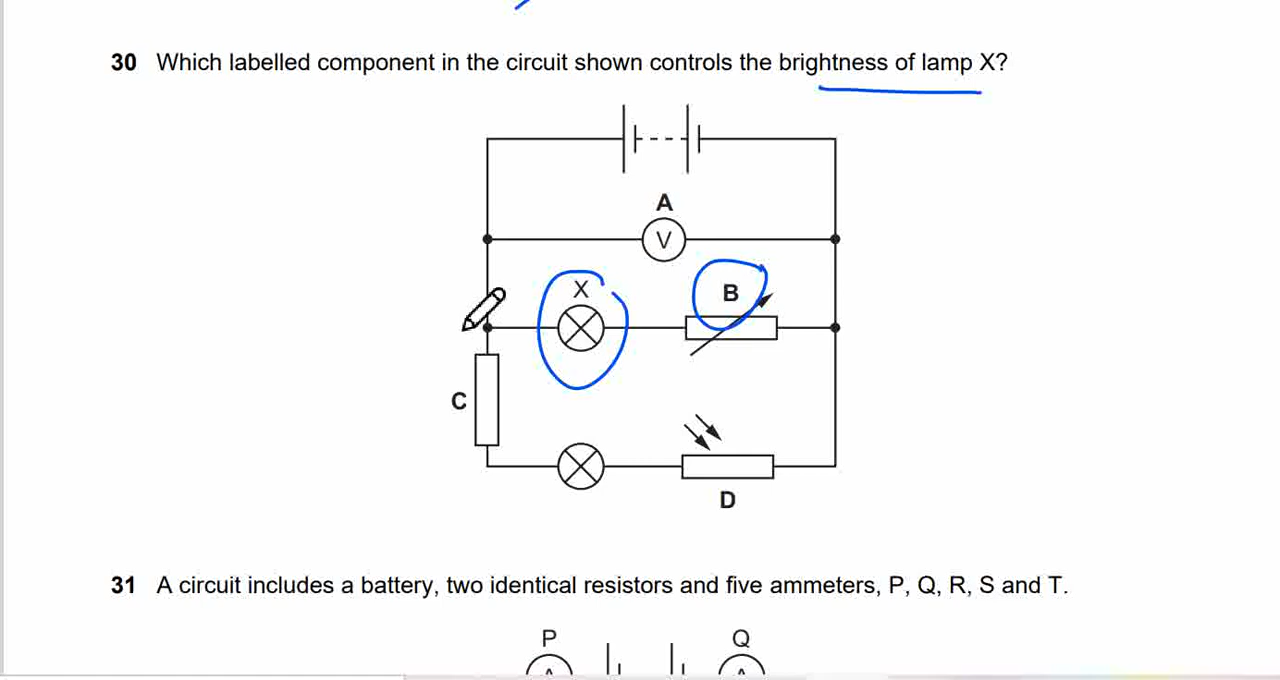 30 Which labelled component in the circuit shown controls the brightness of lamp X?
A
V
X
B
C
D
31 A circuit includes a battery, two identical resistors and five ammeters, P, Q, R, S and T.
P Q